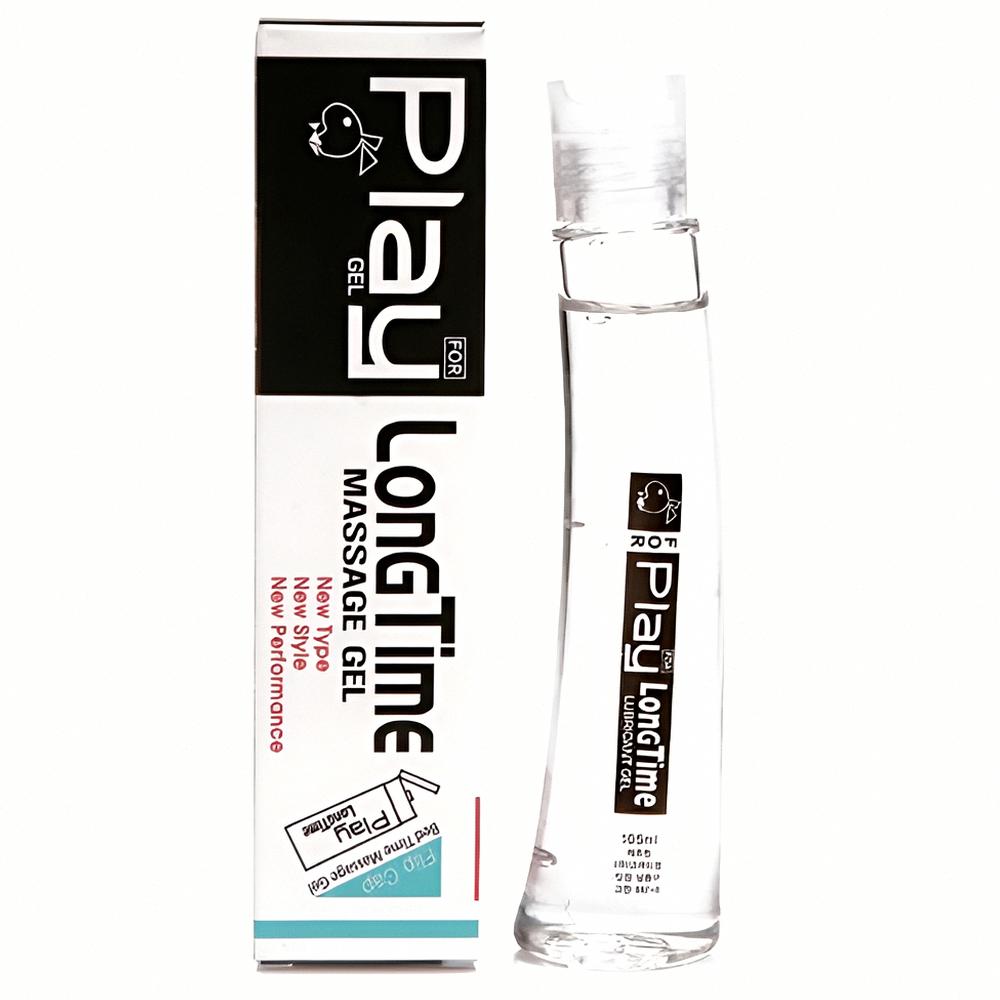 Play
GEL
FOR
LONGTIME
MASSAGE GEL
New Type
New Style
New Performance
Play
LONGTIME
Bed Time Massage Gel
Flip Cap
FOR
Play
LONGTIME
LUBRICANT GEL